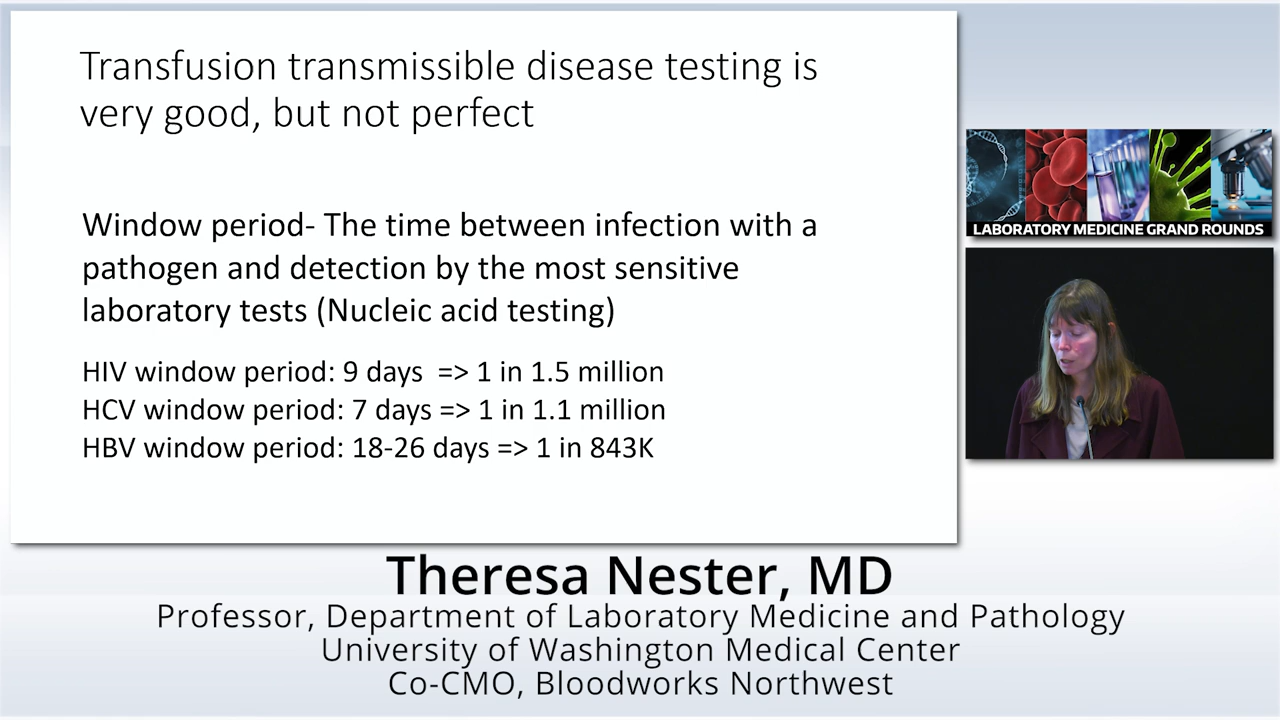 Transfusion transmissible disease testing is
very good, but not perfect
Window period- The time between infection with a
pathogen and detection by the most sensitive
laboratory tests (Nucleic acid testing)
HIV window period: 9 days  => 1 in 1.5 million
HCV window period: 7 days => 1 in 1.1 million
HBV window period: 18-26 days => 1 in 843K
LABORATORY MEDICINE GRAND ROUNDS
Theresa Nester, MD
Professor, Department of Laboratory Medicine and Pathology
University of Washington Medical Center
Co-CMO, Bloodworks Northwest